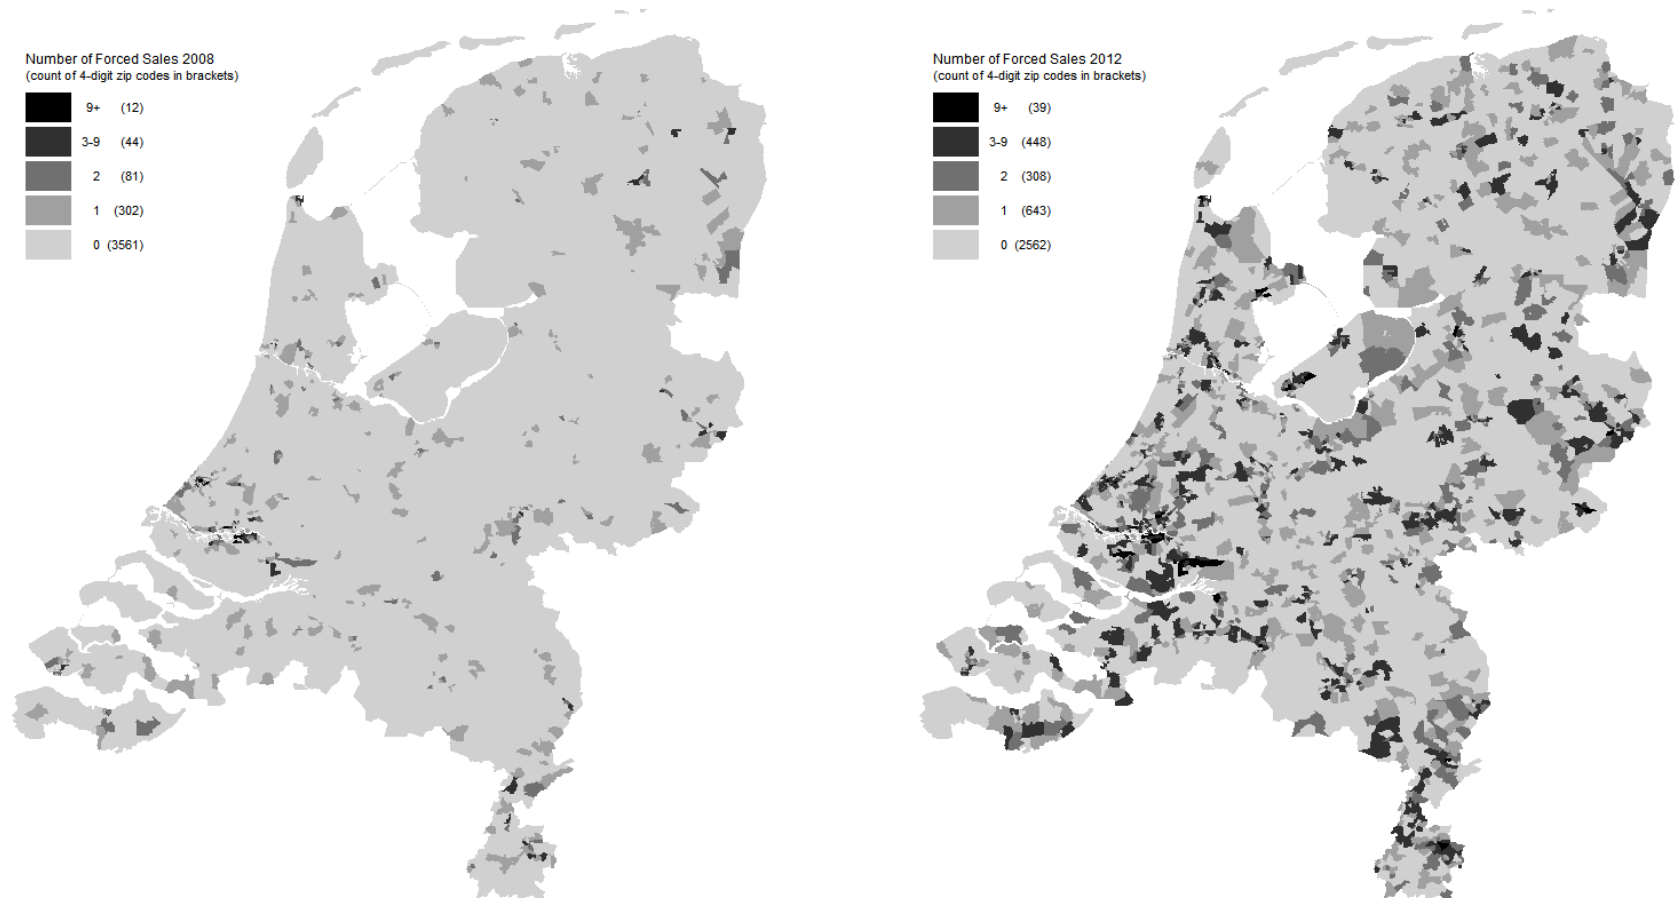 Number of Forced Sales 2008
(count of 4-digit zip codes in brackets)
9+ (12)
3-9 (44)
2 (81)
1 (302)
0 (3561)
Number of Forced Sales 2012
(count of 4-digit zip codes in brackets)
9+ (39)
3-9 (448)
2 (308)
1 (643)
0 (2562)